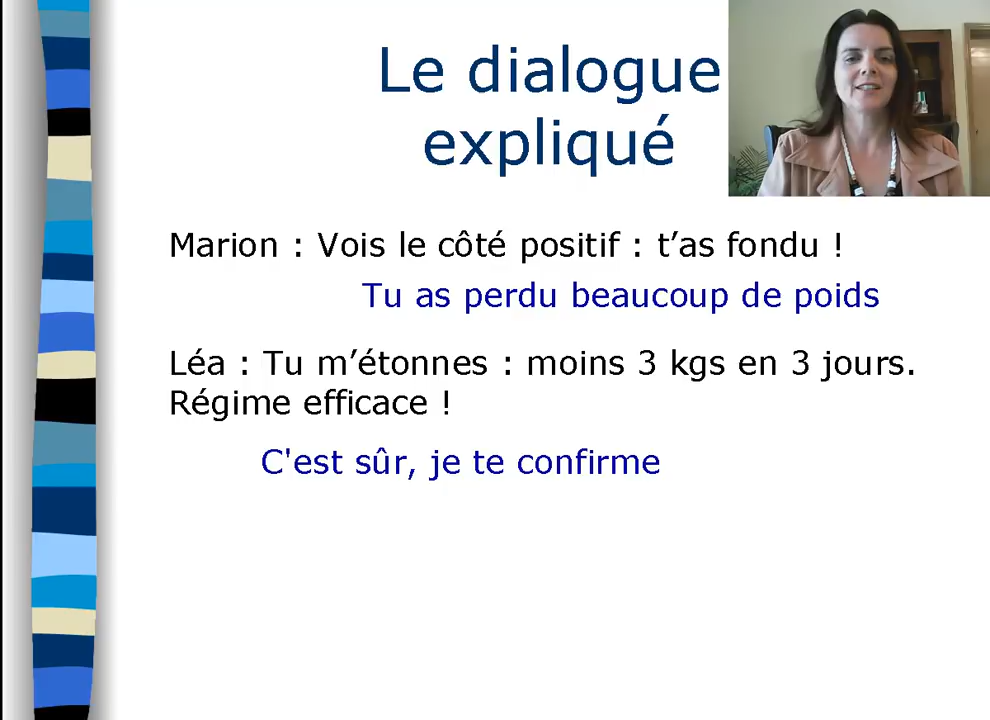 Le dialogue
expliqué
Marion : Vois le côté positif : t’as fondu !
Tu as perdu beaucoup de poids
Léa : Tu m’étonnes : moins 3 kgs en 3 jours.
Régime efficace !
C'est sûr, je te confirme